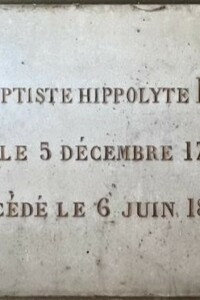 PTISTE HIPPOLYTE
LE 5 DÉCEMBRE 17
CÉDÉ LE 6 JUIN 18